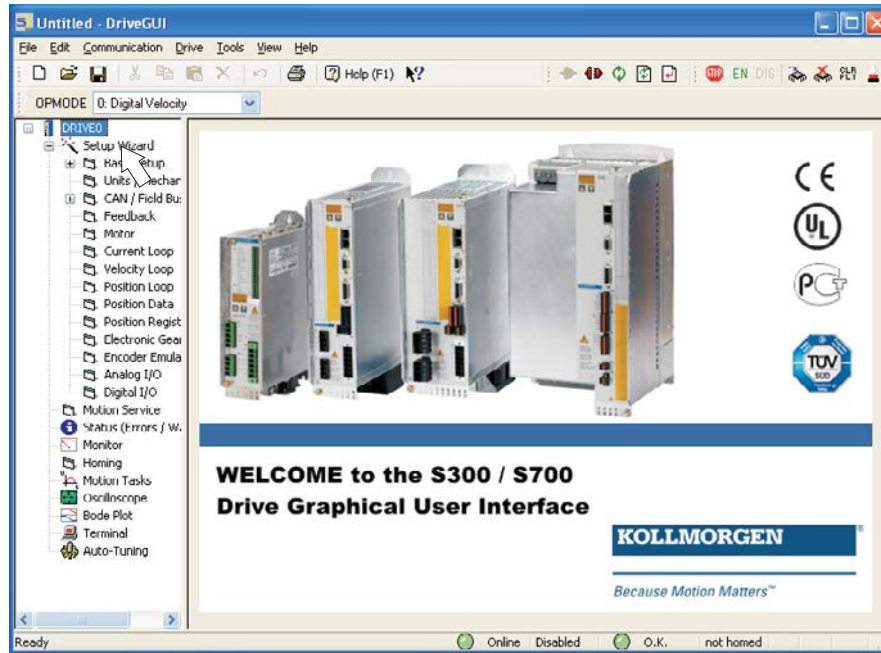 Untitled - DriveGUI
File Edit Communication Drive Tools View Help
Help (F1)
STOP EN DIS CLR FLT
OPMODE 0: Digital Velocity
DRIVE0
Setup Wizard
Units / Mechan
CAN / Field Bu
Feedback
Motor
Current Loop
Velocity Loop
Position Loop
Position Data
Position Regist
Electronic Gear
Encoder Emula
Analog I/O
Digital I/O
Motion Service
Status (Errors / W
Monitor
Homing
Motion Tasks
Oscilloscope
Bode Plot
Terminal
Auto-Tuning
CE
UL
TÜV
SÜD
WELCOME to the S300 / S700
Drive Graphical User Interface
KOLLMORGEN
Because Motion Matters™
Ready Online Disabled O.K. not homed